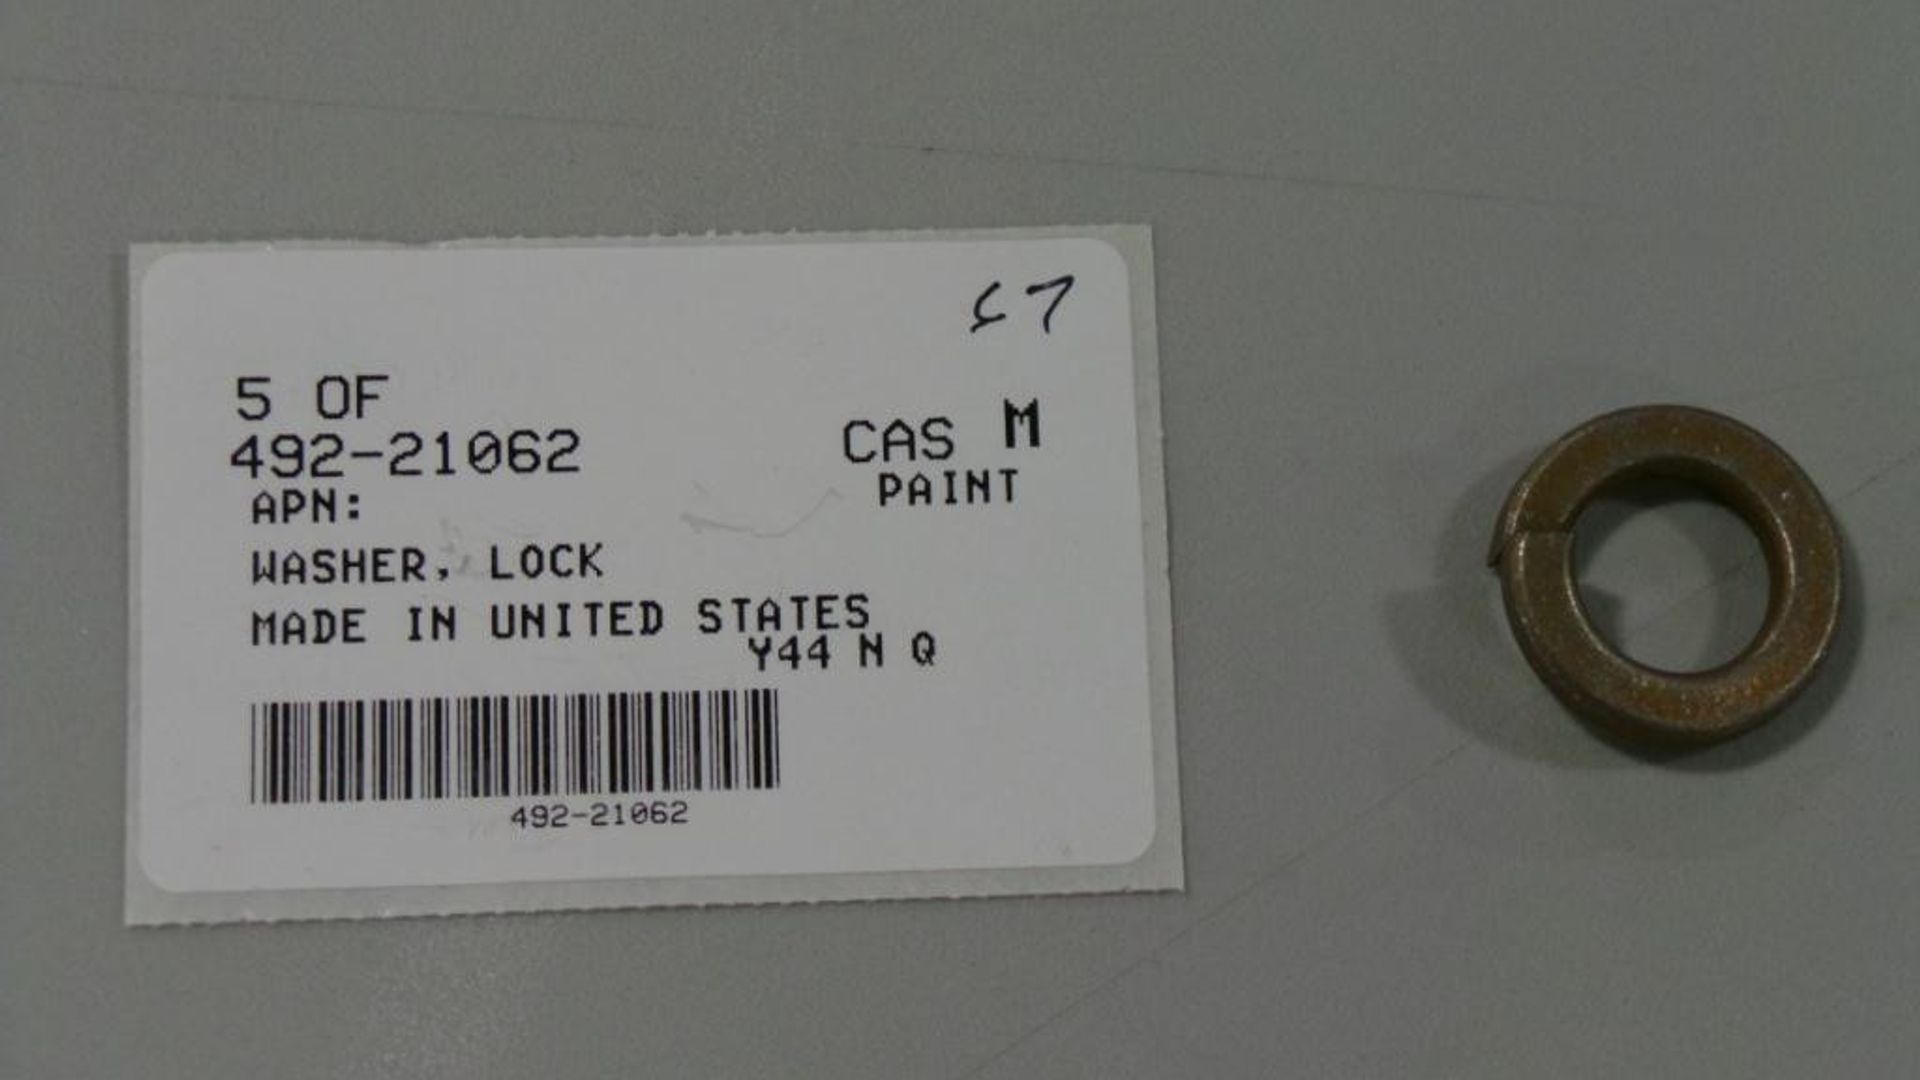 5 OF
492-21062
CAS M
PAINT
APN:
WASHER, LOCK
MADE IN UNITED STATES
Y44 N Q
492-21062